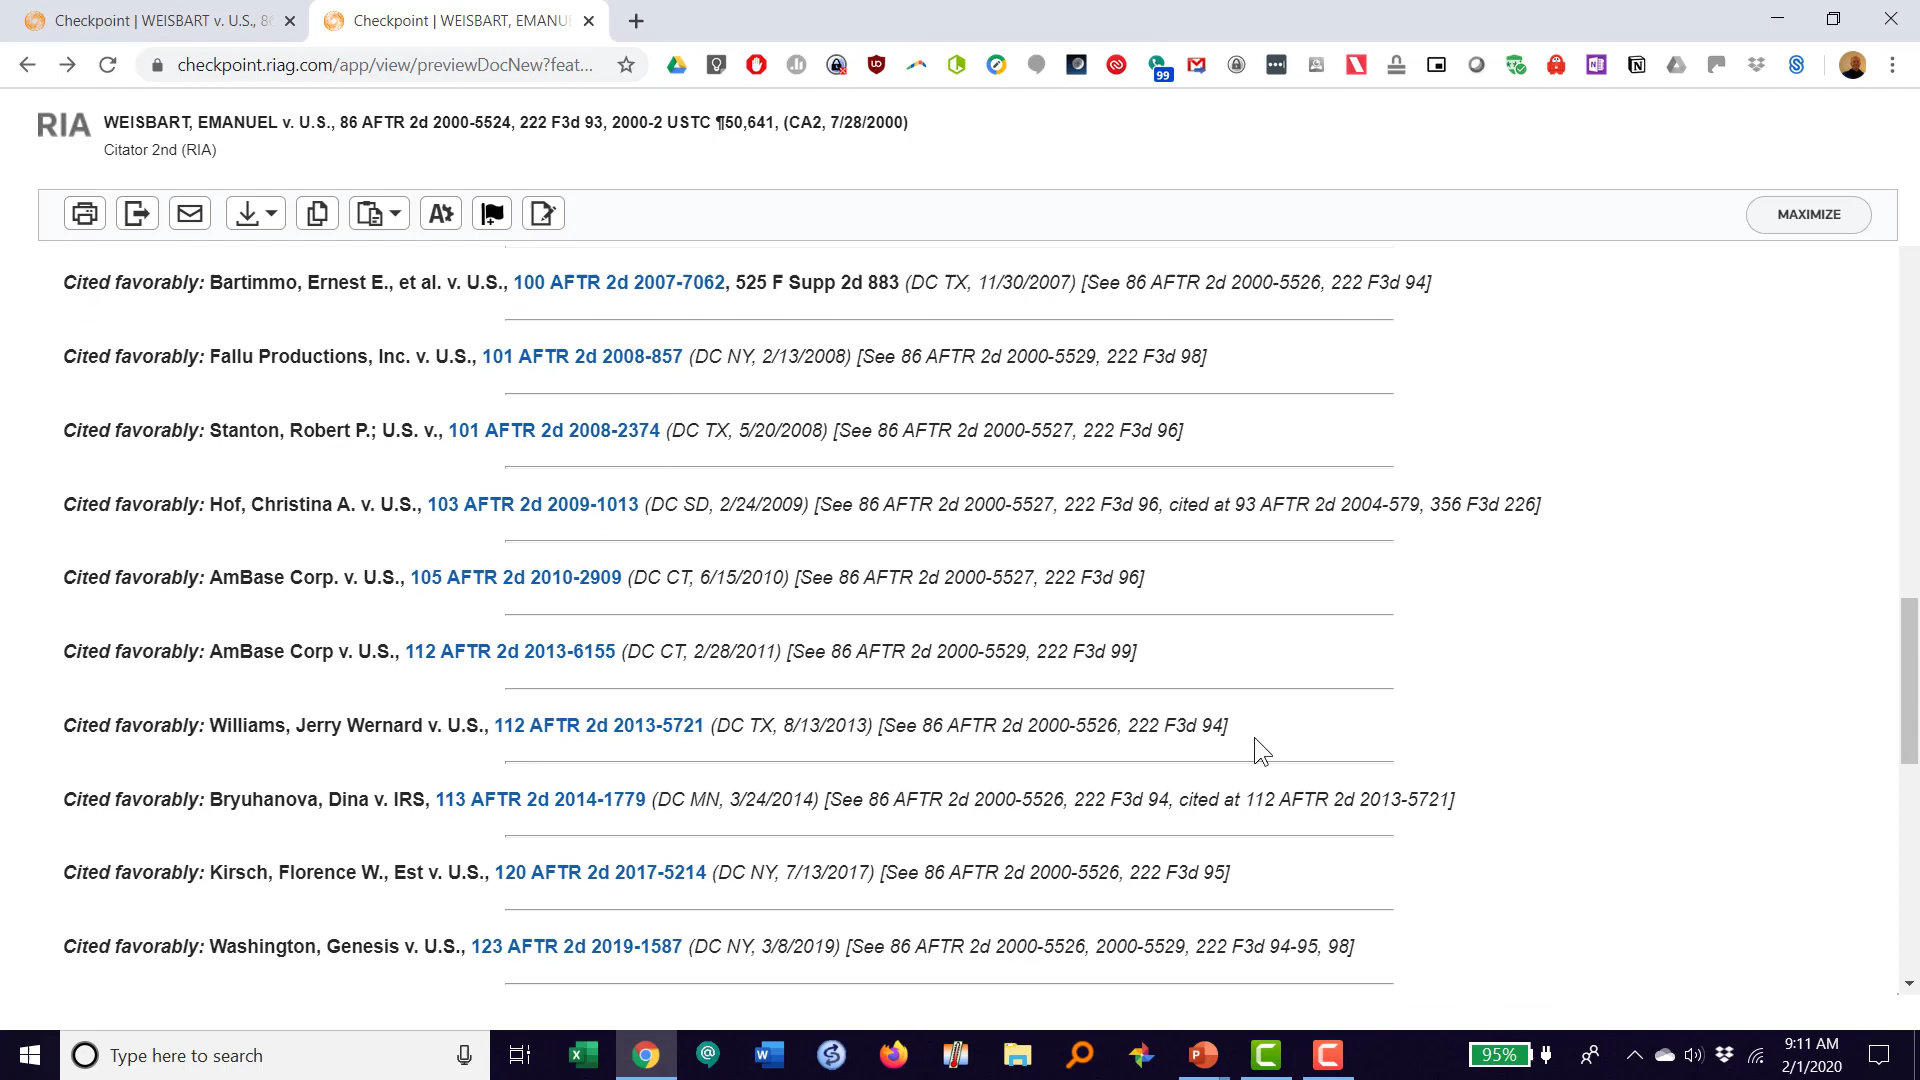 Checkpoint | WEISBART v. U.S., 86
Checkpoint | WEISBART, EMANU
checkpoint.riag.com/app/view/previewDocNew?feat...
99
RIA WEISBART, EMANUEL v. U.S., 86 AFTR 2d 2000-5524, 222 F3d 93, 2000-2 USTC ¶50,641, (CA2, 7/28/2000)
Citator 2nd (RIA)
MAXIMIZE
Cited favorably: Bartimmo, Ernest E., et al. v. U.S., 100 AFTR 2d 2007-7062, 525 F Supp 2d 883 (DC TX, 11/30/2007) [See 86 AFTR 2d 2000-5526, 222 F3d 94]
Cited favorably: Fallu Productions, Inc. v. U.S., 101 AFTR 2d 2008-857 (DC NY, 2/13/2008) [See 86 AFTR 2d 2000-5529, 222 F3d 98]
Cited favorably: Stanton, Robert P.; U.S. v., 101 AFTR 2d 2008-2374 (DC TX, 5/20/2008) [See 86 AFTR 2d 2000-5527, 222 F3d 96]
Cited favorably: Hof, Christina A. v. U.S., 103 AFTR 2d 2009-1013 (DC SD, 2/24/2009) [See 86 AFTR 2d 2000-5527, 222 F3d 96, cited at 93 AFTR 2d 2004-579, 356 F3d 226]
Cited favorably: AmBase Corp. v. U.S., 105 AFTR 2d 2010-2909 (DC CT, 6/15/2010) [See 86 AFTR 2d 2000-5527, 222 F3d 96]
Cited favorably: AmBase Corp v. U.S., 112 AFTR 2d 2013-6155 (DC CT, 2/28/2011) [See 86 AFTR 2d 2000-5529, 222 F3d 99]
Cited favorably: Williams, Jerry Wernard v. U.S., 112 AFTR 2d 2013-5721 (DC TX, 8/13/2013) [See 86 AFTR 2d 2000-5526, 222 F3d 94]
Cited favorably: Bryuhanova, Dina v. IRS, 113 AFTR 2d 2014-1779 (DC MN, 3/24/2014) [See 86 AFTR 2d 2000-5526, 222 F3d 94, cited at 112 AFTR 2d 2013-5721]
Cited favorably: Kirsch, Florence W., Est v. U.S., 120 AFTR 2d 2017-5214 (DC NY, 7/13/2017) [See 86 AFTR 2d 2000-5526, 222 F3d 95]
Cited favorably: Washington, Genesis v. U.S., 123 AFTR 2d 2019-1587 (DC NY, 3/8/2019) [See 86 AFTR 2d 2000-5526, 2000-5529, 222 F3d 94-95, 98]
Type here to search
95%
9:11 AM
2/1/2020